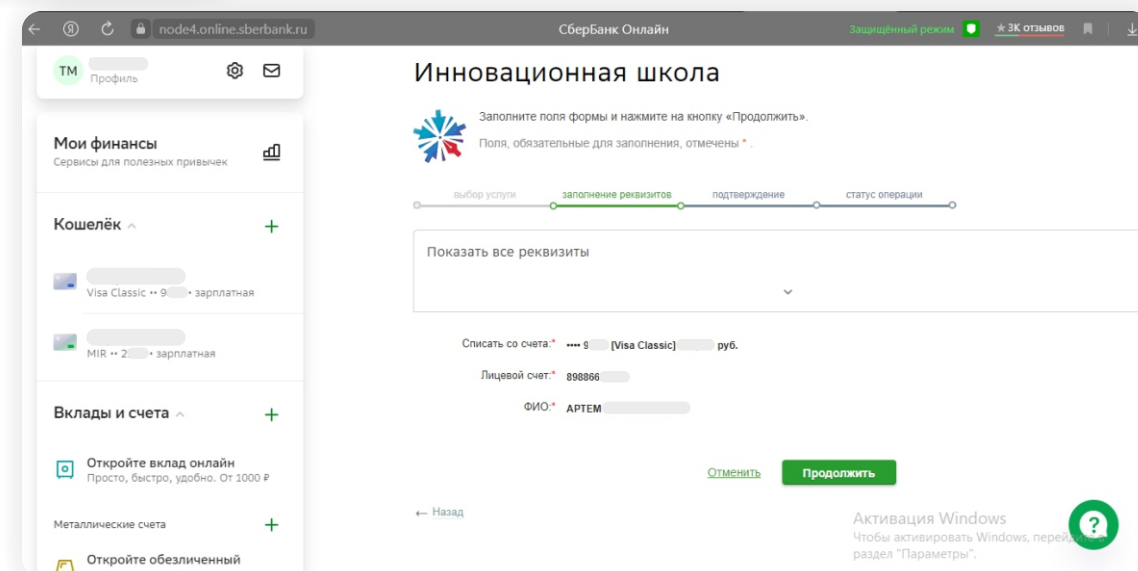 node4.online.sberbank.ru
СберБанк Онлайн
Защищённый режим
★ 3К отзывов
ТМ
Профиль
Мои финансы
Сервисы для полезных привычек
Кошелёк
Visa Classic •• 9 • зарплатная
MIR •• 2 • зарплатная
Вклады и счета
Откройте вклад онлайн
Просто, быстро, удобно. От 1000 ₽
Металлические счета
Откройте обезличенный
Инновационная школа
Заполните поля формы и нажмите на кнопку «Продолжить».
Поля, обязательные для заполнения, отмечены * .
выбор услуги
заполнение реквизитов
подтверждение
статус операции
Показать все реквизиты
Списать со счета:* •••• 9 [Visa Classic] руб.
Лицевой счет:* 898866
ФИО:* АРТЕМ
Отменить
Продолжить
← Назад
Активация Windows
Чтобы активировать Windows, перейдите в
раздел "Параметры".
?